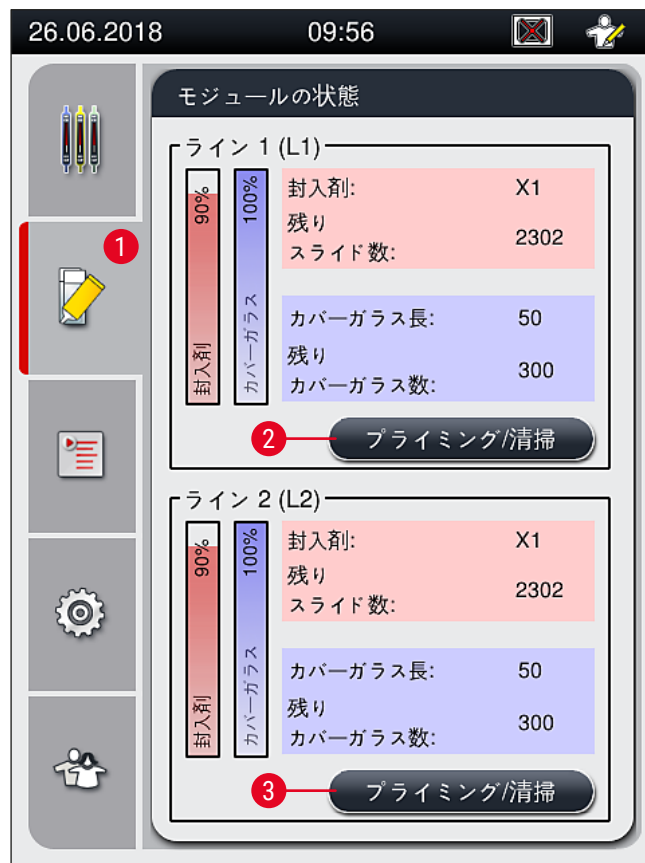 26.06.2018 09:56
モジュールの状態
1
ライン 1 (L1)
90%
封入剤
100%
カバーガラス
封入剤: X1
残り
スライド数: 2302
カバーガラス長: 50
残り
カバーガラス数: 300
2
プライミング/清掃
ライン 2 (L2)
90%
封入剤
100%
カバーガラス
封入剤: X1
残り
スライド数: 2302
カバーガラス長: 50
残り
カバーガラス数: 300
3
プライミング/清掃